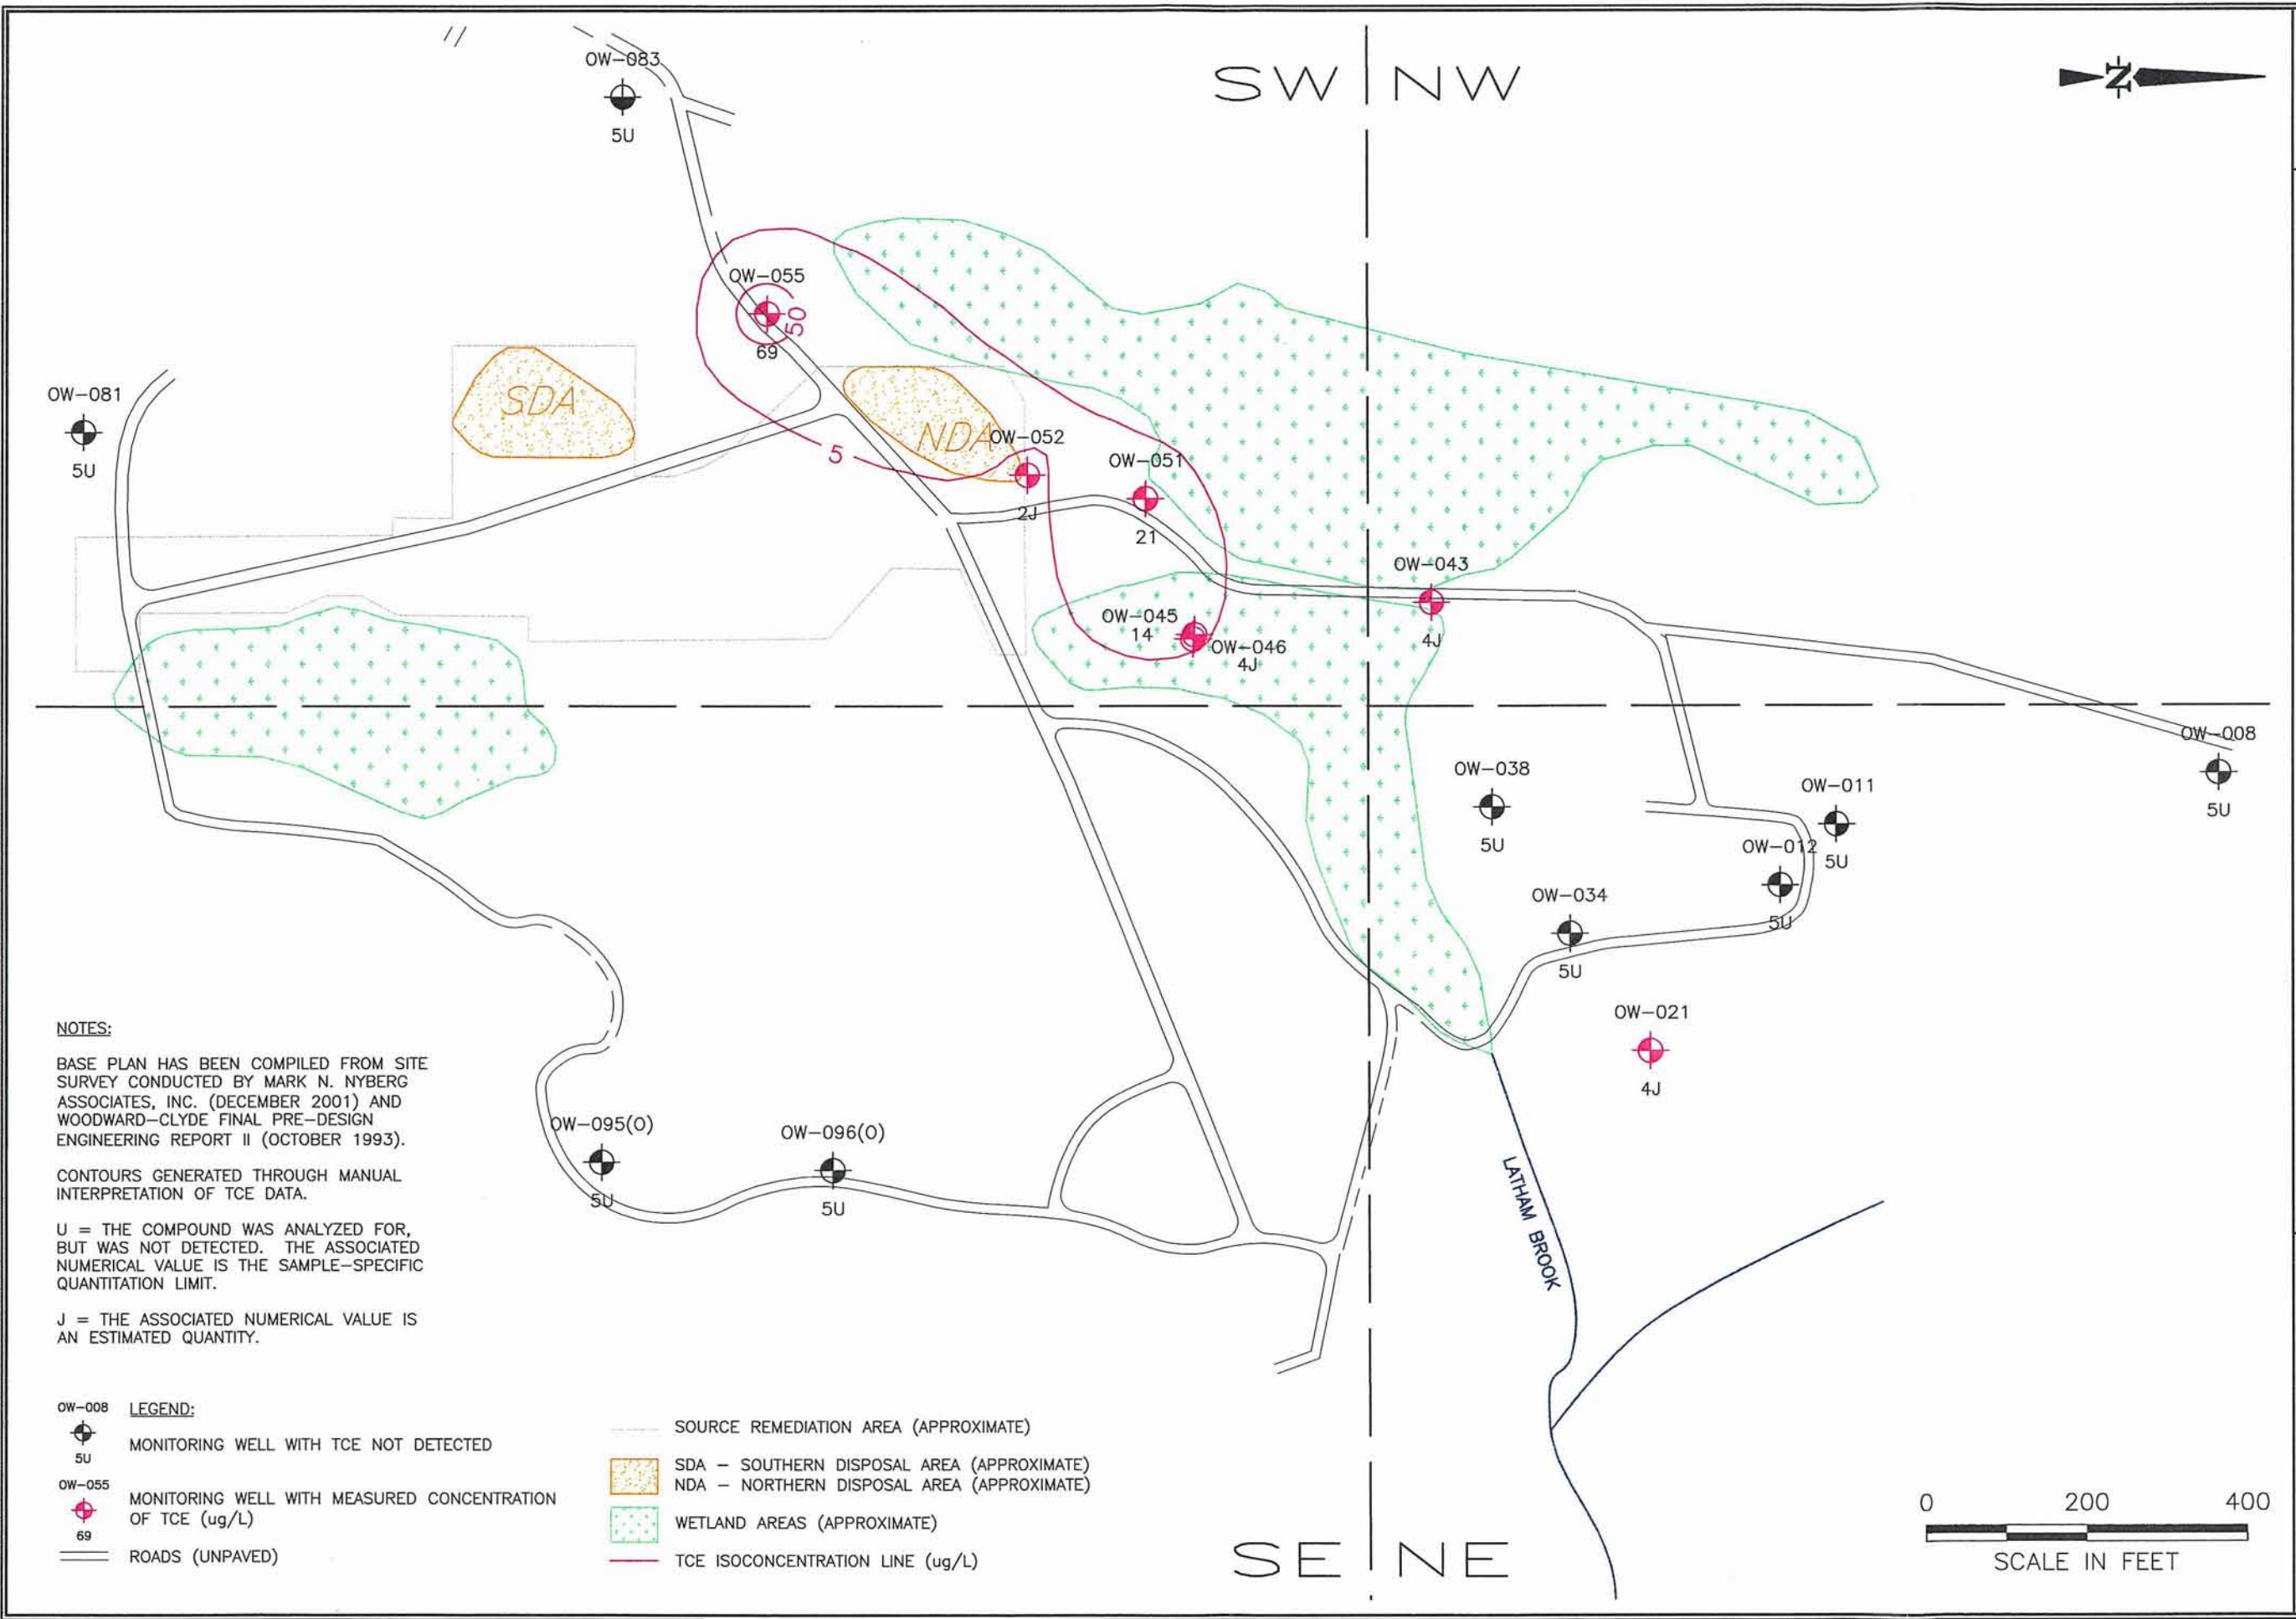 OW-083
5U
SW NW
N
OW-055
50
69
OW-081
5U
SDA
NDA
5
OW-052
2J
OW-051
21
OW-043
4J
OW-045
14
OW-046
4J
OW-008
5U
OW-038
5U
OW-011
5U
OW-012
5U
OW-034
5U
OW-021
4J
OW-095(O)
5U
OW-096(O)
5U
LATHAM BROOK
NOTES:
BASE PLAN HAS BEEN COMPILED FROM SITE
SURVEY CONDUCTED BY MARK N. NYBERG
ASSOCIATES, INC. (DECEMBER 2001) AND
WOODWARD-CLYDE FINAL PRE-DESIGN
ENGINEERING REPORT II (OCTOBER 1993).
CONTOURS GENERATED THROUGH MANUAL
INTERPRETATION OF TCE DATA.
U = THE COMPOUND WAS ANALYZED FOR,
BUT WAS NOT DETECTED. THE ASSOCIATED
NUMERICAL VALUE IS THE SAMPLE-SPECIFIC
QUANTITATION LIMIT.
J = THE ASSOCIATED NUMERICAL VALUE IS
AN ESTIMATED QUANTITY.
LEGEND:
OW-008
5U
MONITORING WELL WITH TCE NOT DETECTED
OW-055
69
MONITORING WELL WITH MEASURED CONCENTRATION
OF TCE (ug/L)
ROADS (UNPAVED)
SOURCE REMEDIATION AREA (APPROXIMATE)
SDA - SOUTHERN DISPOSAL AREA (APPROXIMATE)
NDA - NORTHERN DISPOSAL AREA (APPROXIMATE)
WETLAND AREAS (APPROXIMATE)
TCE ISOCONCENTRATION LINE (ug/L)
SE NE
0 200 400
SCALE IN FEET